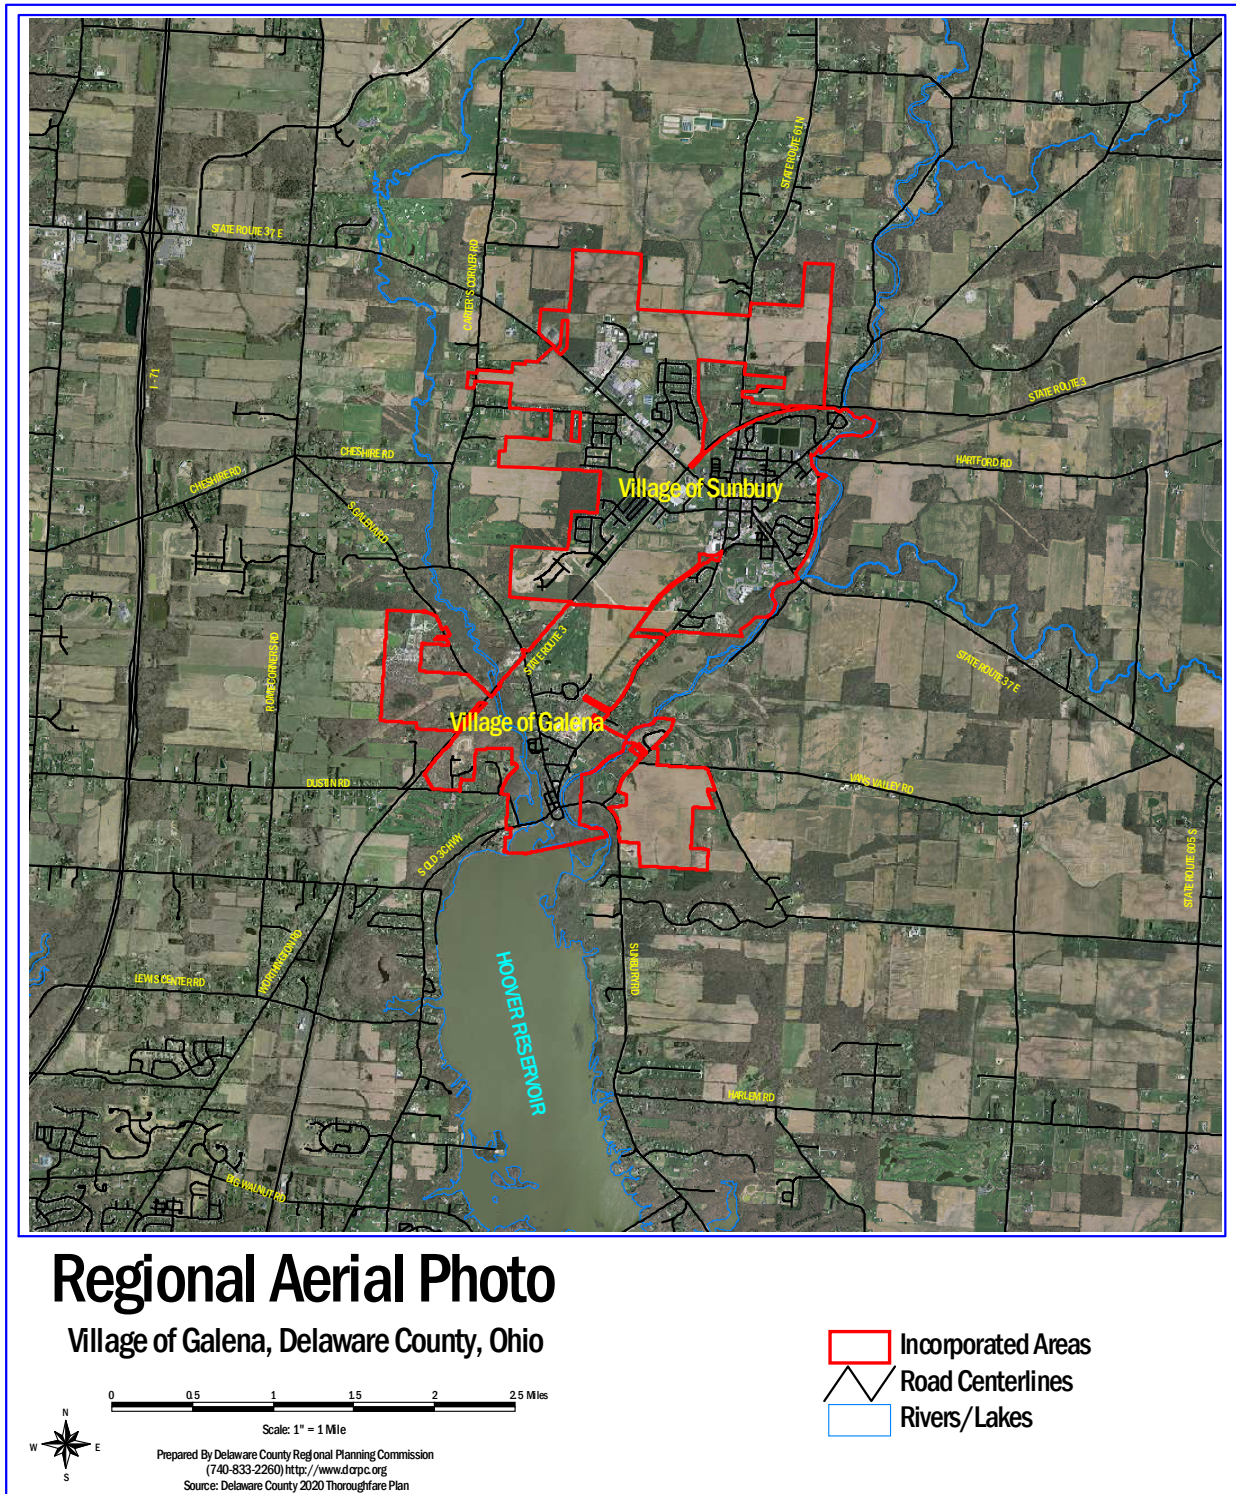 STATE ROUTE 61 N
STATE ROUTE 37 E
CARTER'S CORNER RD
I-71
STATE ROUTE 3
CHESHIRE RD
CHESHIRE RD
HARTFORD RD
Village of Sunbury
S GALENA RD
ROME CORNERS RD
STATE ROUTE 3
STATE ROUTE 37 E
Village of Galena
DUSTIN RD
VANS VALLEY RD
S OLD 3C HWY
STATE ROUTE 605 S
WORTHINGTON RD
SUNBURY RD
LEWIS CENTER RD
HOOVER RESERVOIR
HARLEM RD
BIG WALNUT RD
Regional Aerial Photo
Village of Galena, Delaware County, Ohio
Incorporated Areas
Road Centerlines
Rivers/Lakes
0 0.5 1 1.5 2 2.5 Miles
Scale: 1" = 1 Mile
N
W E
S
Prepared By Delaware County Regional Planning Commission
(740-833-2260) http://www.dcrpc.org
Source: Delaware County 2020 Thoroughfare Plan